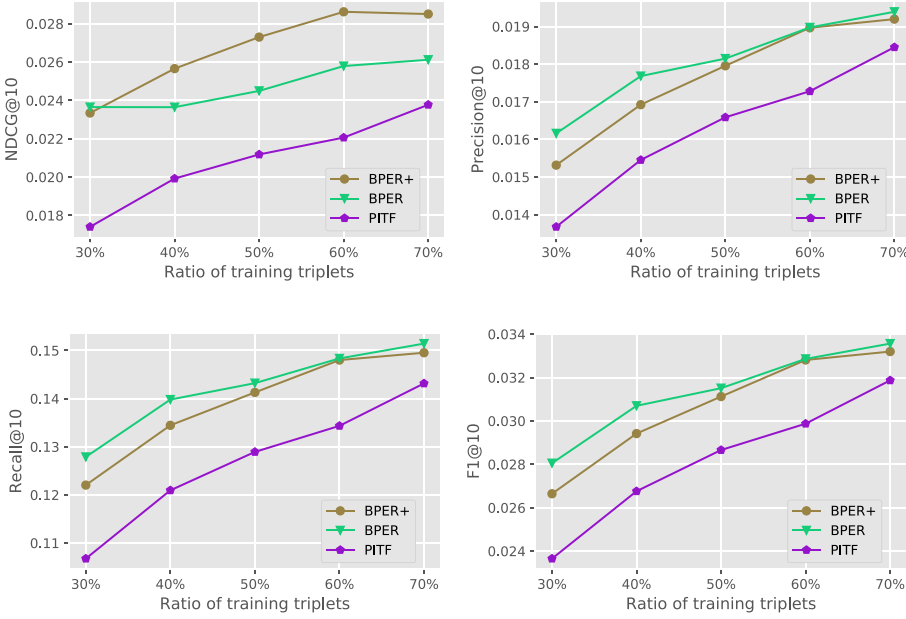 0.028
0.026
0.024
0.022
0.020
0.018
NDCG@10
30% 40% 50% 60% 70%
Ratio of training triplets
BPER+
BPER
PITF
0.019
0.018
0.017
0.016
0.015
0.014
Precision@10
30% 40% 50% 60% 70%
Ratio of training triplets
BPER+
BPER
PITF
0.15
0.14
0.13
0.12
0.11
Recall@10
30% 40% 50% 60% 70%
Ratio of training triplets
BPER+
BPER
PITF
0.034
0.032
0.030
0.028
0.026
0.024
F1@10
30% 40% 50% 60% 70%
Ratio of training triplets
BPER+
BPER
PITF